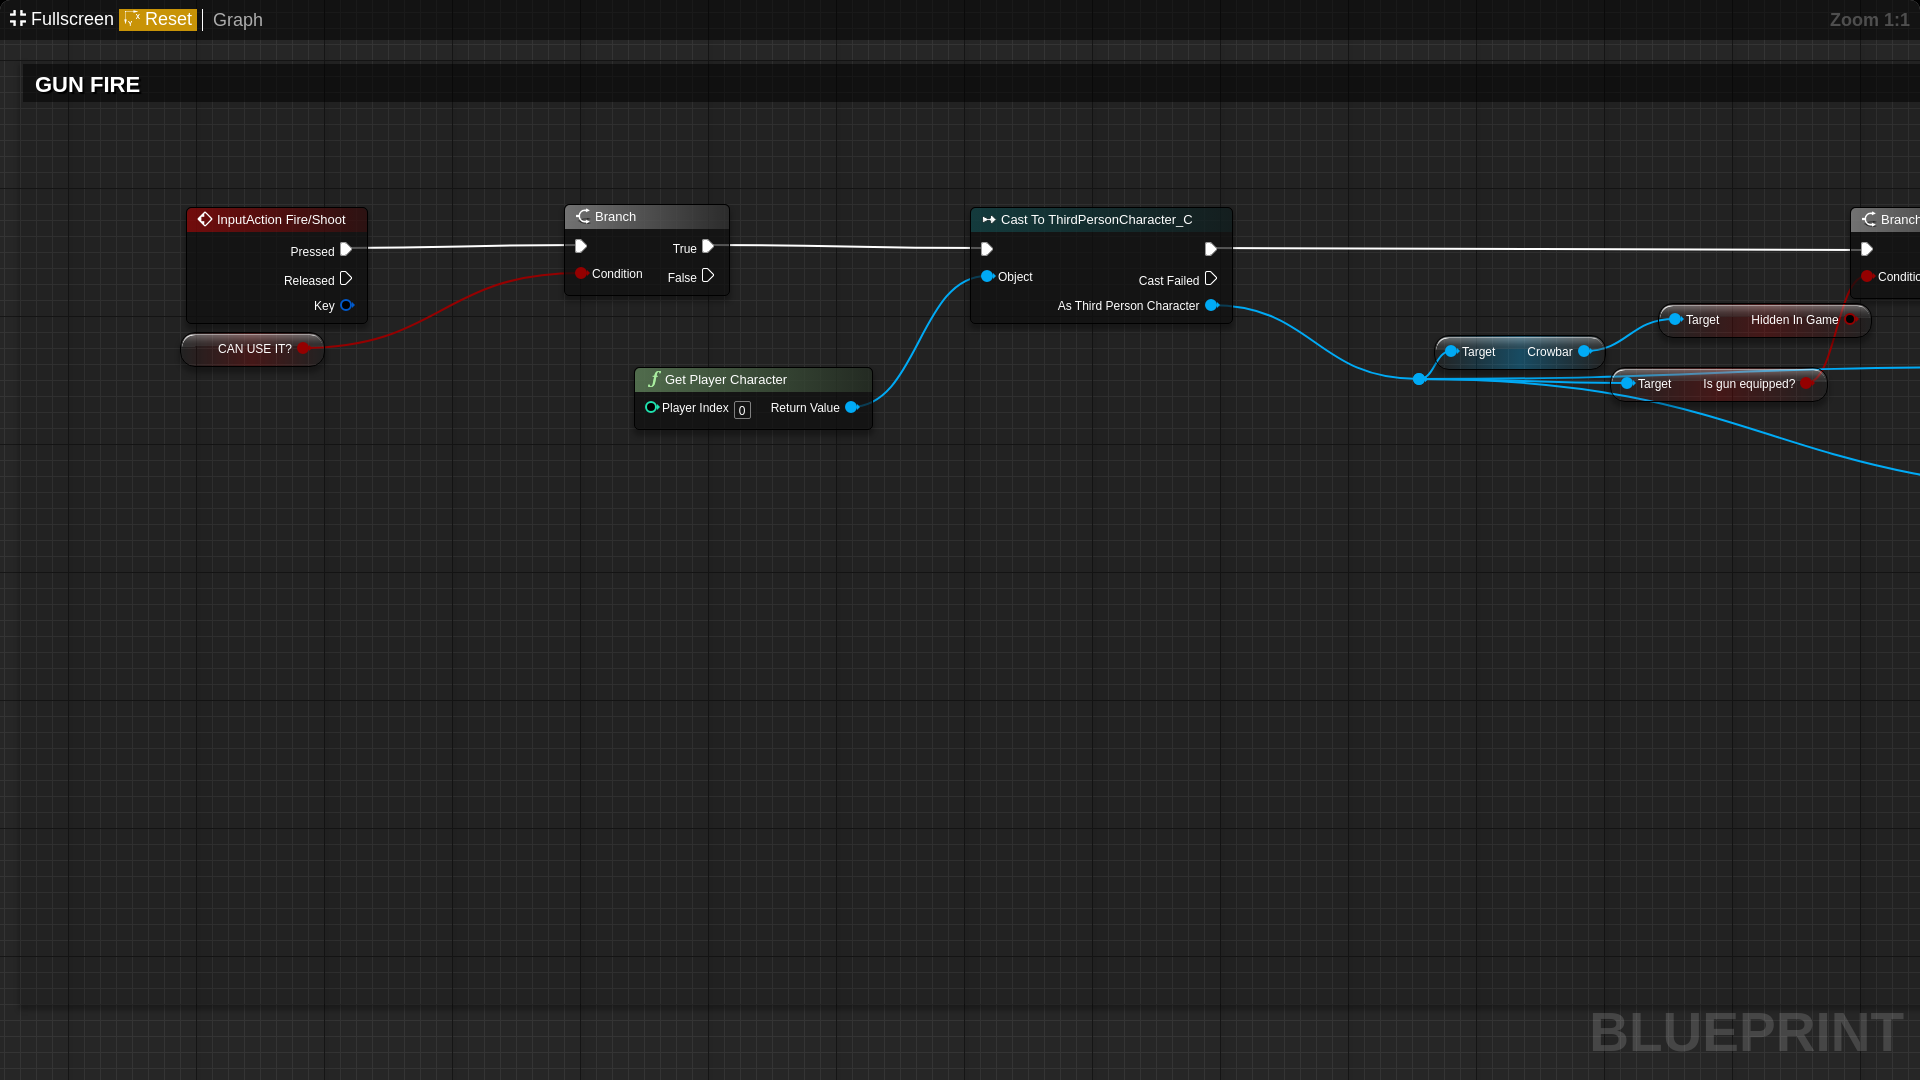 Fullscreen Reset Graph
Zoom 1:1
GUN FIRE
InputAction Fire/Shoot
Pressed
Released
Key
CAN USE IT?
Branch
True
Condition
False
Get Player Character
Player Index 0 Return Value
Cast To ThirdPersonCharacter_C
Object
Cast Failed
As Third Person Character
Target Crowbar
Target Hidden In Game
Target Is gun equipped?
Branch
Conditio
BLUEPRINT